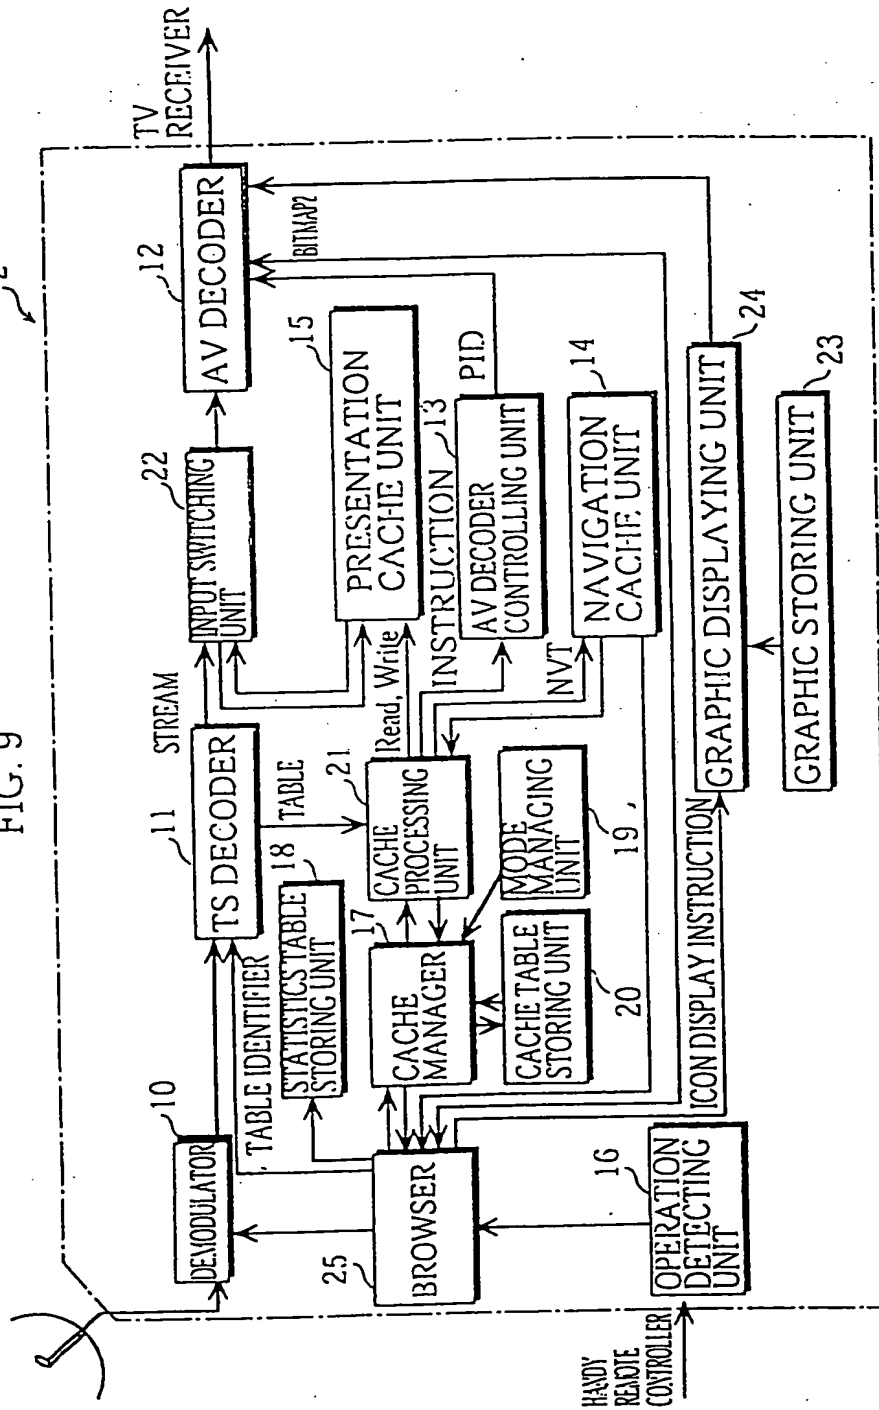 FIG. 9
2
TV
RECEIVER
10
DEMODULATOR
11
TS DECODER
STREAM
22
INPUT SWITCHING
UNIT
12
AV DECODER
TABLE IDENTIFIER
18
STATISTICS TABLE
STORING UNIT
TABLE
BITMAP2
15
PRESENTATION
CACHE UNIT
25
BROWSER
17
CACHE
MANAGER
21
CACHE
PROCESSING
UNIT
Read, Write
INSTRUCTION
13
AV DECODER
CONTROLLING UNIT
PID
CACHE TABLE
STORING UNIT
20
MODE
MANAGING
UNIT
19
NVT
14
NAVIGATION
CACHE UNIT
16
OPERATION
DETECTING
UNIT
HANDY
REMOTE
CONTROLLER
ICON DISPLAY INSTRUCTION
GRAPHIC DISPLAYING UNIT
24
GRAPHIC STORING UNIT
23